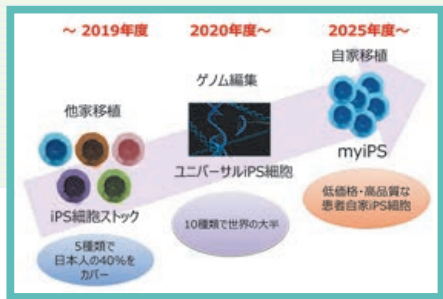 ～ 2019年度
2020年度～
2025年度～
他家移植
iPS細胞ストック
5種類で
日本人の40％を
カバー
ゲノム編集
ユニバーサルiPS細胞
10種類で世界の大半
自家移植
myiPS
低価格・高品質な
患者自家iPS細胞